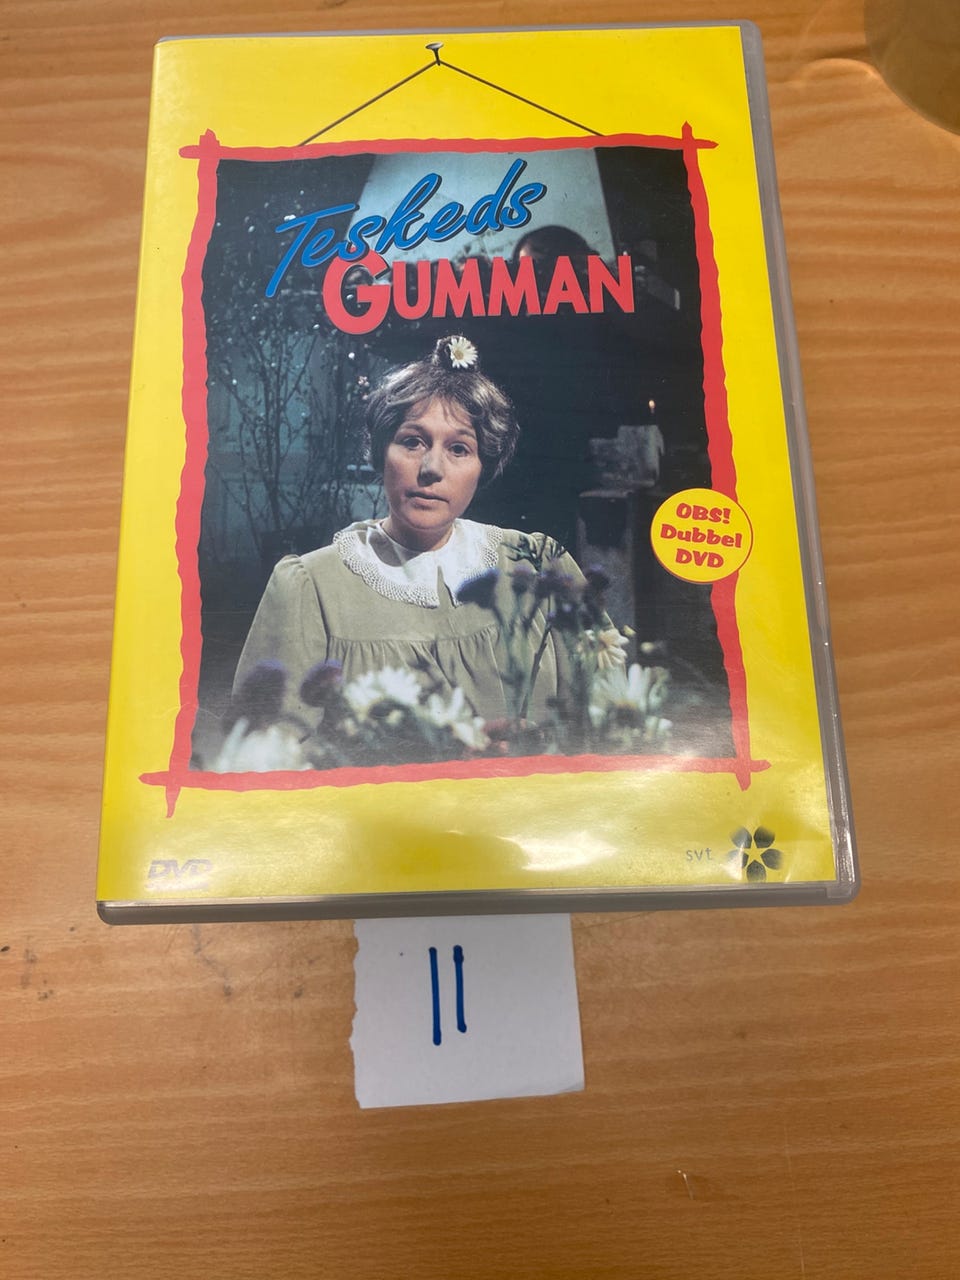 Teskeds
GUMMAN
OBS!
Dubbel
DVD
svt
DVD
11